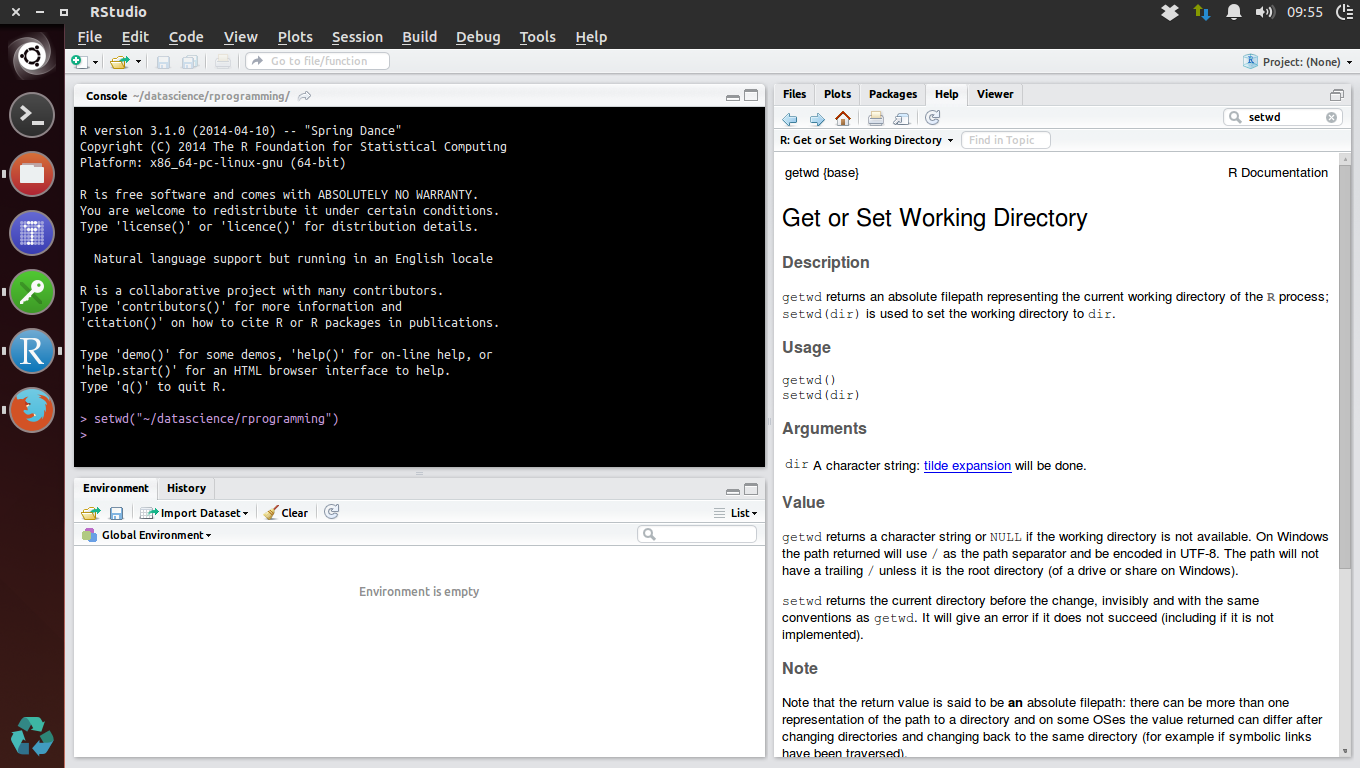 RStudio
09:55
File Edit Code View Plots Session Build Debug Tools Help
Go to file/function
Project: (None)
Console ~/datascience/rprogramming/
R version 3.1.0 (2014-04-10) -- "Spring Dance"
Copyright (C) 2014 The R Foundation for Statistical Computing
Platform: x86_64-pc-linux-gnu (64-bit)
R is free software and comes with ABSOLUTELY NO WARRANTY.
You are welcome to redistribute it under certain conditions.
Type 'license()' or 'licence()' for distribution details.
Natural language support but running in an English locale
R is a collaborative project with many contributors.
Type 'contributors()' for more information and
'citation()' on how to cite R or R packages in publications.
Type 'demo()' for some demos, 'help()' for on-line help, or
'help.start()' for an HTML browser interface to help.
Type 'q()' to quit R.
> setwd("~/datascience/rprogramming")
>
Environment History
Import Dataset Clear List
Global Environment
Environment is empty
Files Plots Packages Help Viewer
setwd
R: Get or Set Working Directory Find in Topic
getwd {base} R Documentation
Get or Set Working Directory
Description
getwd returns an absolute filepath representing the current working directory of the R process;
setwd(dir) is used to set the working directory to dir.
Usage
getwd()
setwd(dir)
Arguments
dir A character string: tilde expansion will be done.
Value
getwd returns a character string or NULL if the working directory is not available. On Windows
the path returned will use / as the path separator and be encoded in UTF-8. The path will not
have a trailing / unless it is the root directory (of a drive or share on Windows).
setwd returns the current directory before the change, invisibly and with the same
conventions as getwd. It will give an error if it does not succeed (including if it is not
implemented).
Note
Note that the return value is said to be an absolute filepath: there can be more than one
representation of the path to a directory and on some OSes the value returned can differ after
changing directories and changing back to the same directory (for example if symbolic links
have been traversed).